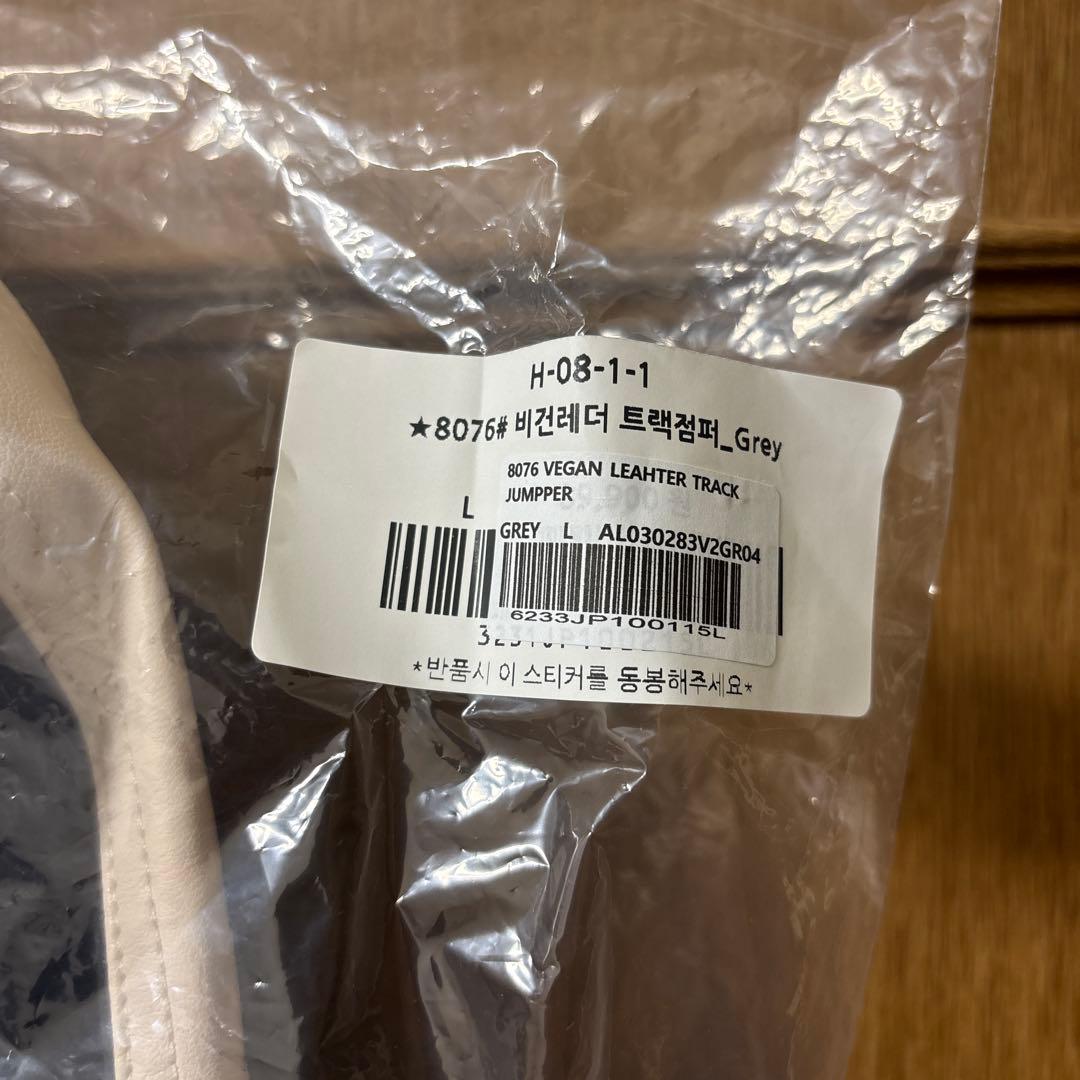 H-08-1-1
★8076# 비건레더 트랙점퍼_Grey
8076 VEGAN LEAHTER TRACK
JUMPPER
L
GREY L AL030283V2GR04
6233JP100115L
*반품시 이 스티커를 동봉해주세요*